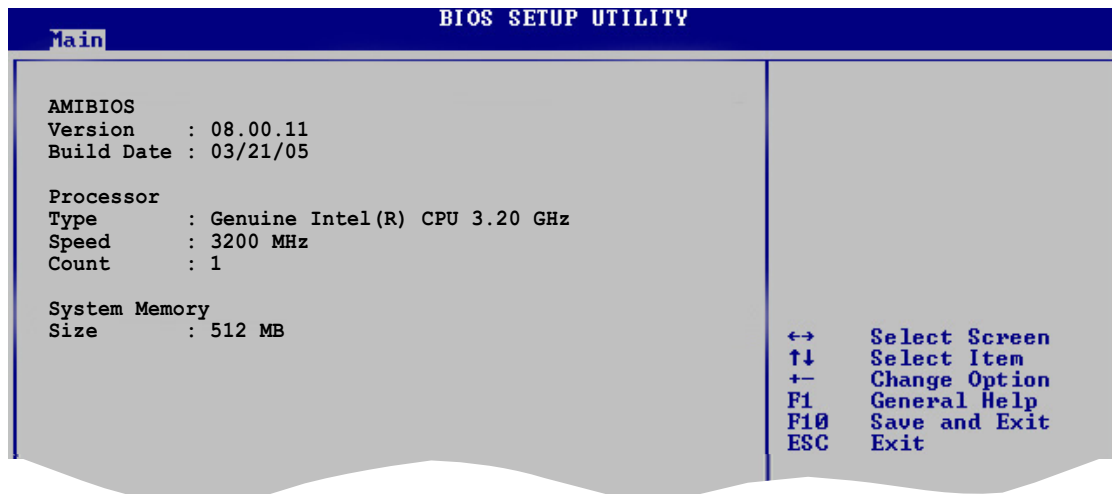 BIOS SETUP UTILITY
Main
AMIBIOS
Version : 08.00.11
Build Date : 03/21/05
Processor
Type : Genuine Intel(R) CPU 3.20 GHz
Speed : 3200 MHz
Count : 1
System Memory
Size : 512 MB
←→ Select Screen
↑↓ Select Item
+− Change Option
F1 General Help
F10 Save and Exit
ESC Exit